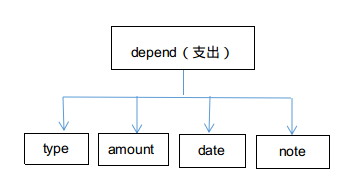 depend（支出）
type
amount
date
note